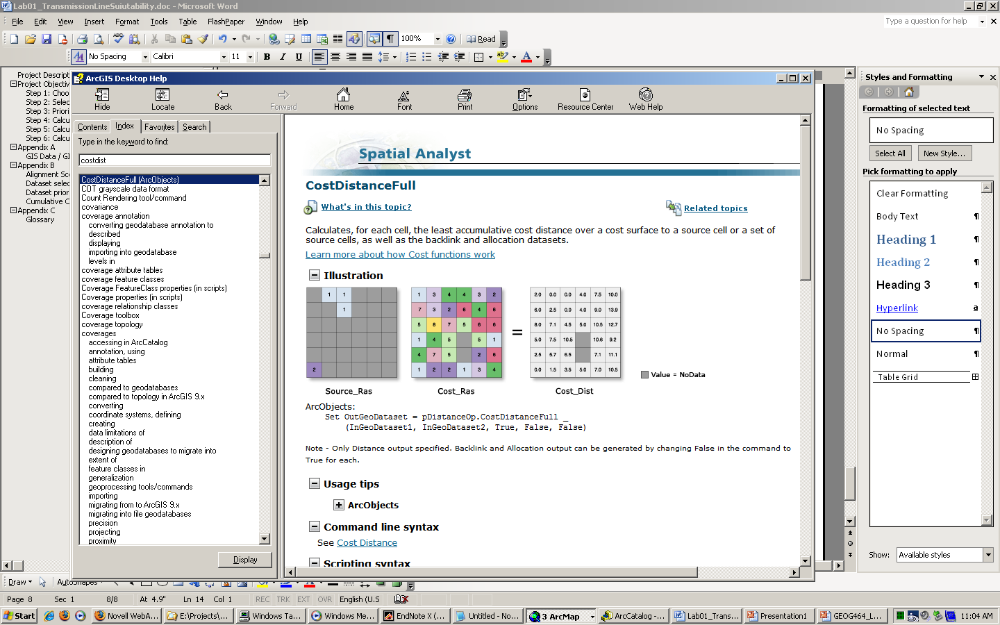 Lab01_TransmissionLineSuiutability.doc - Microsoft Word
File Edit View Insert Format Tools Table FlashPaper Window Help
Type a question for help
100%
Read
No Spacing
Calibri
11
B I U
Project Descript
Project Objectiv
Step 1: Choo
Step 2: Selec
Step 3: Priori
Step 4: Calcu
Step 5: Calcu
Step 6: Calcu
Appendix A
GIS Data / GI
Appendix B
Alignment Sc
Dataset selec
Dataset prior
Cumulative C
Appendix C
Glossary
ArcGIS Desktop Help
Hide Locate Back Forward Home Font Print Options Resource Center Web Help
Contents Index Favorites Search
Type in the keyword to find:
costdist
CostDistanceFull (ArcObjects)
COT grayscale data format
Count Rendering tool/command
covariance
coverage annotation
converting geodatabase annotation to
described
displaying
importing into geodatabase
levels in
coverage attribute tables
coverage feature classes
Coverage FeatureClass properties (in scripts)
Coverage properties (in scripts)
coverage relationship classes
Coverage toolbox
coverage topology
coverages
accessing in ArcCatalog
annotation, using
attribute tables
building
cleaning
compared to geodatabases
compared to topology in ArcGIS 9.x
converting
coordinate systems, defining
creating
data limitations of
description of
designing geodatabases to migrate into
extent of
feature classes in
generalization
geoprocessing tools/commands
importing
migrating from to ArcGIS 9.x
migrating into file geodatabases
precision
projecting
proximity
Display
Spatial Analyst
CostDistanceFull
What's in this topic?
Related topics
Calculates, for each cell, the least accumulative cost distance over a cost surface to a source cell or a set of
source cells, as well as the backlink and allocation datasets.
Learn more about how Cost functions work
Illustration
1 1
1
2
Source_Ras
1 3 4 4 3 2
7 3 2 6 4 6
5 8 7 5 6 6
1 4 5 5 1
4 7 5 2 6
1 2 2 1 3 4
Cost_Ras
=
2.0 0.0 0.0 4.0 7.5 10.0
6.0 2.5 0.0 4.0 9.0 13.9
8.0 7.1 4.5 5.0 10.5 12.7
5.0 7.5 10.5 10.6 9.2
2.5 5.7 6.5 7.1 11.1
0.0 1.5 3.5 5.0 7.0 10.5
Cost_Dist
Value = NoData
ArcObjects:
Set OutGeoDataset = pDistanceOp.CostDistanceFull _
(InGeoDataset1, InGeoDataset2, True, False, False)
Note - Only Distance output specified. Backlink and Allocation output can be generated by changing False in the command to
True for each.
Usage tips
ArcObjects
Command line syntax
See Cost Distance
Scripting syntax
Styles and Formatting
Formatting of selected text
No Spacing
Select All
New Style...
Pick formatting to apply
Clear Formatting
Body Text ¶
Heading 1 ¶
Heading 2 ¶
Heading 3 ¶
Hyperlink a
No Spacing ¶
Normal ¶
Table Grid
Show:
Available styles
Draw
AutoShapes
Page 8 Sec 1 8/8 At 4.9" Ln 14 Col 1 REC TRK EXT OVR English (U.S
Start
Novell WebA...
E:\Projects\...
Windows Ta...
Windows Me...
EndNote X (...
Untitled - No...
3 ArcMap
ArcCatalog -...
Lab01_Trans...
Presentation1
GEOG464_L...
11:04 AM